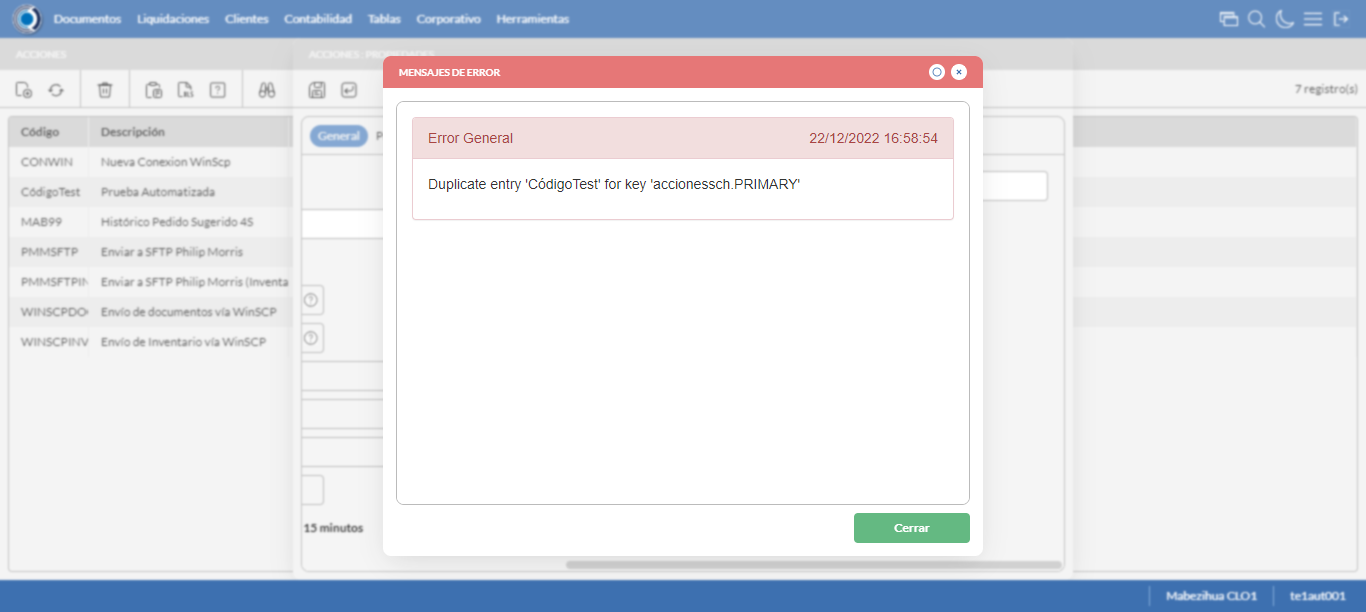 Documentos Liquidaciones Clientes Contabilidad Tablas Corporativo Herramientas
ACCIONES
ACCIONES: PROPIEDADES
MENSAJES DE ERROR
7 registro(s)
Código Descripción
General P
CONWIN Nueva Conexion WinScp
CódigoTest Prueba Automatizada
MAB99 Histórico Pedido Sugerido 4S
PMMSFTP Enviar a SFTP Philip Morris
PMMSFTPIN Enviar a SFTP Philip Morris (Inventa
WINSCPDO Envío de documentos vía WinSCP
WINSCPINV Envío de Inventario vía WinSCP
Error General 22/12/2022 16:58:54
Duplicate entry 'CódigoTest' for key 'accionessch.PRIMARY'
15 minutos
Cerrar
Mabezihua CLO1 te1aut001